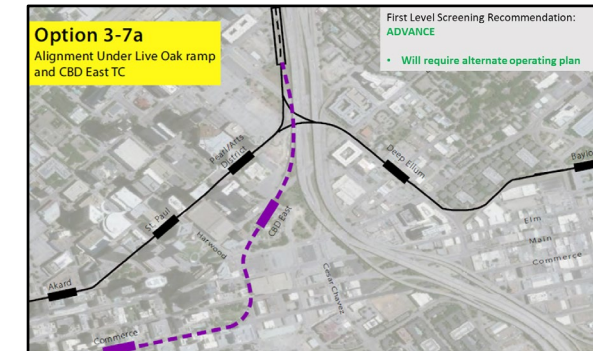 Option 3-7a
Alignment Under Live Oak ramp
and CBD East TC
First Level Screening Recommendation:
ADVANCE
• Will require alternate operating plan
Pearl/Arts
District
Deep Ellum
Baylor
St. Paul
Harwood
CBD East
Elm
Main
Commerce
Cesar Chavez
Akard
Commerce